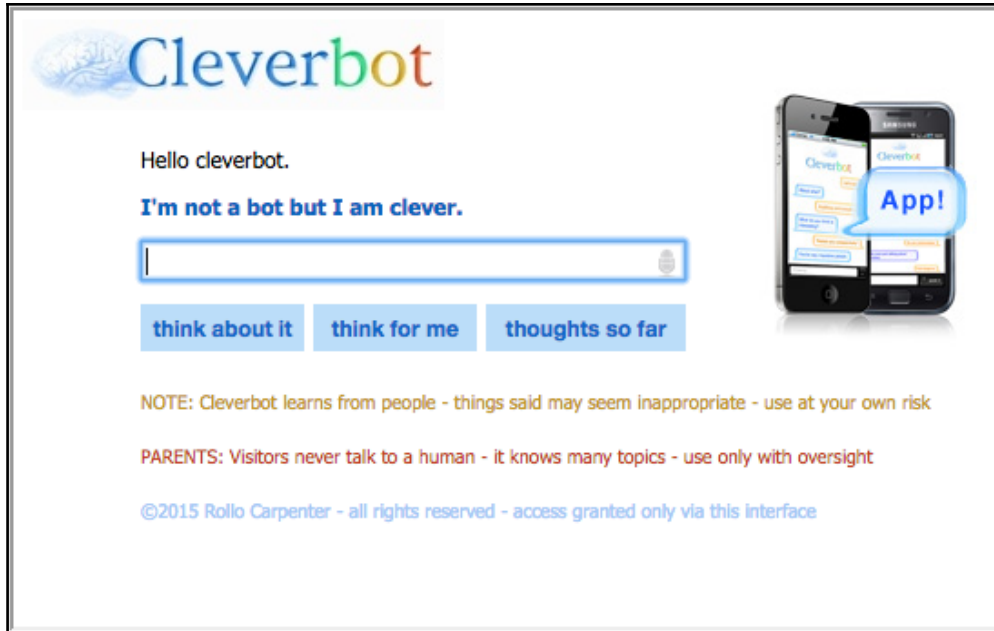 Cleverbot
Hello cleverbot.
I'm not a bot but I am clever.
think about it
think for me
thoughts so far
SAMSUNG
Cleverbot
Cleverbot
App!
NOTE: Cleverbot learns from people - things said may seem inappropriate - use at your own risk
PARENTS: Visitors never talk to a human - it knows many topics - use only with oversight
©2015 Rollo Carpenter - all rights reserved - access granted only via this interface